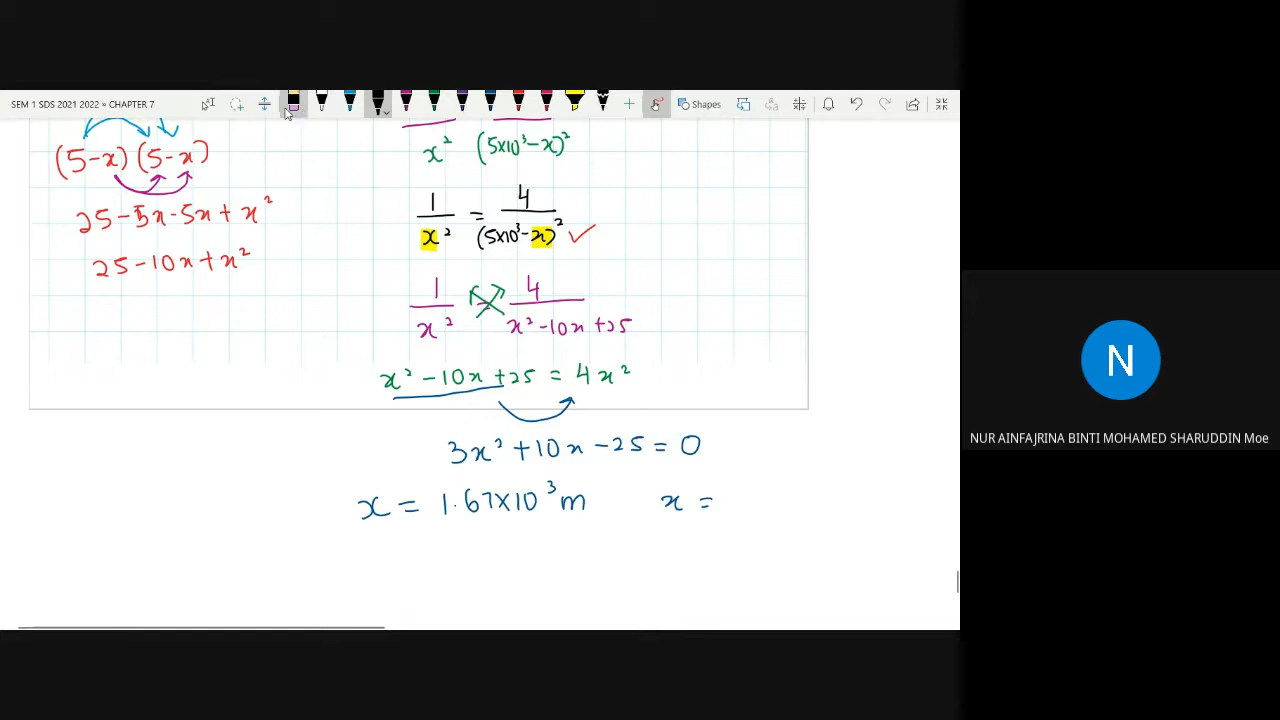 SEM 1 SDS 2021 2022 » CHAPTER 7
Shapes
(5-x)(5-x)
25-5x-5x+x²
25-10x+x²
x² (5x10³-x)²
1/x² = 4/(5x10³-x)² ✓
1/x² = 4/(x²-10x+25)
x²-10x+25 = 4x²
3x²+10x-25=0
x = 1.67x10³m x =
N
NUR AINFAJRINA BINTI MOHAMED SHARUDDIN Moe